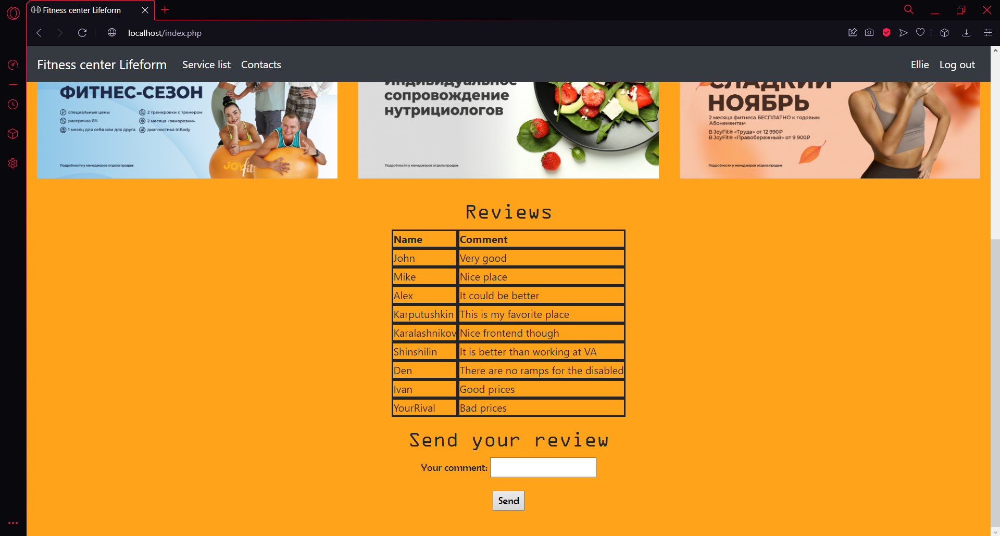 Fitness center Lifeform
localhost/index.php
Fitness center Lifeform
Service list
Contacts
Ellie
Log out
ФИТНЕС-СЕЗОН
специальные цены
2 тренировки с тренером
рассрочка 0%
2 месяца «заморозки»
1 месяц для себя или для друга
диагностика InBody
Подробности у менеджеров отдела продаж
JOYfit
индивидуальное
сопровождение
нутрициологов
Подробности у менеджеров отдела продаж
СЛАДКИЙ
НОЯБРЬ
2 месяца фитнеса БЕСПЛАТНО к годовым
Абонементам
В JoyFit® «Труда» от 12 990₽
В JoyFit® «Правобережный» от 9 900₽
Подробности у менеджеров отдела продаж
Reviews
Name Comment
John Very good
Mike Nice place
Alex It could be better
Karputushkin This is my favorite place
Karalashnikov Nice frontend though
Shinshilin It is better than working at VA
Den There are no ramps for the disabled
Ivan Good prices
YourRival Bad prices
Send your review
Your comment:
Send